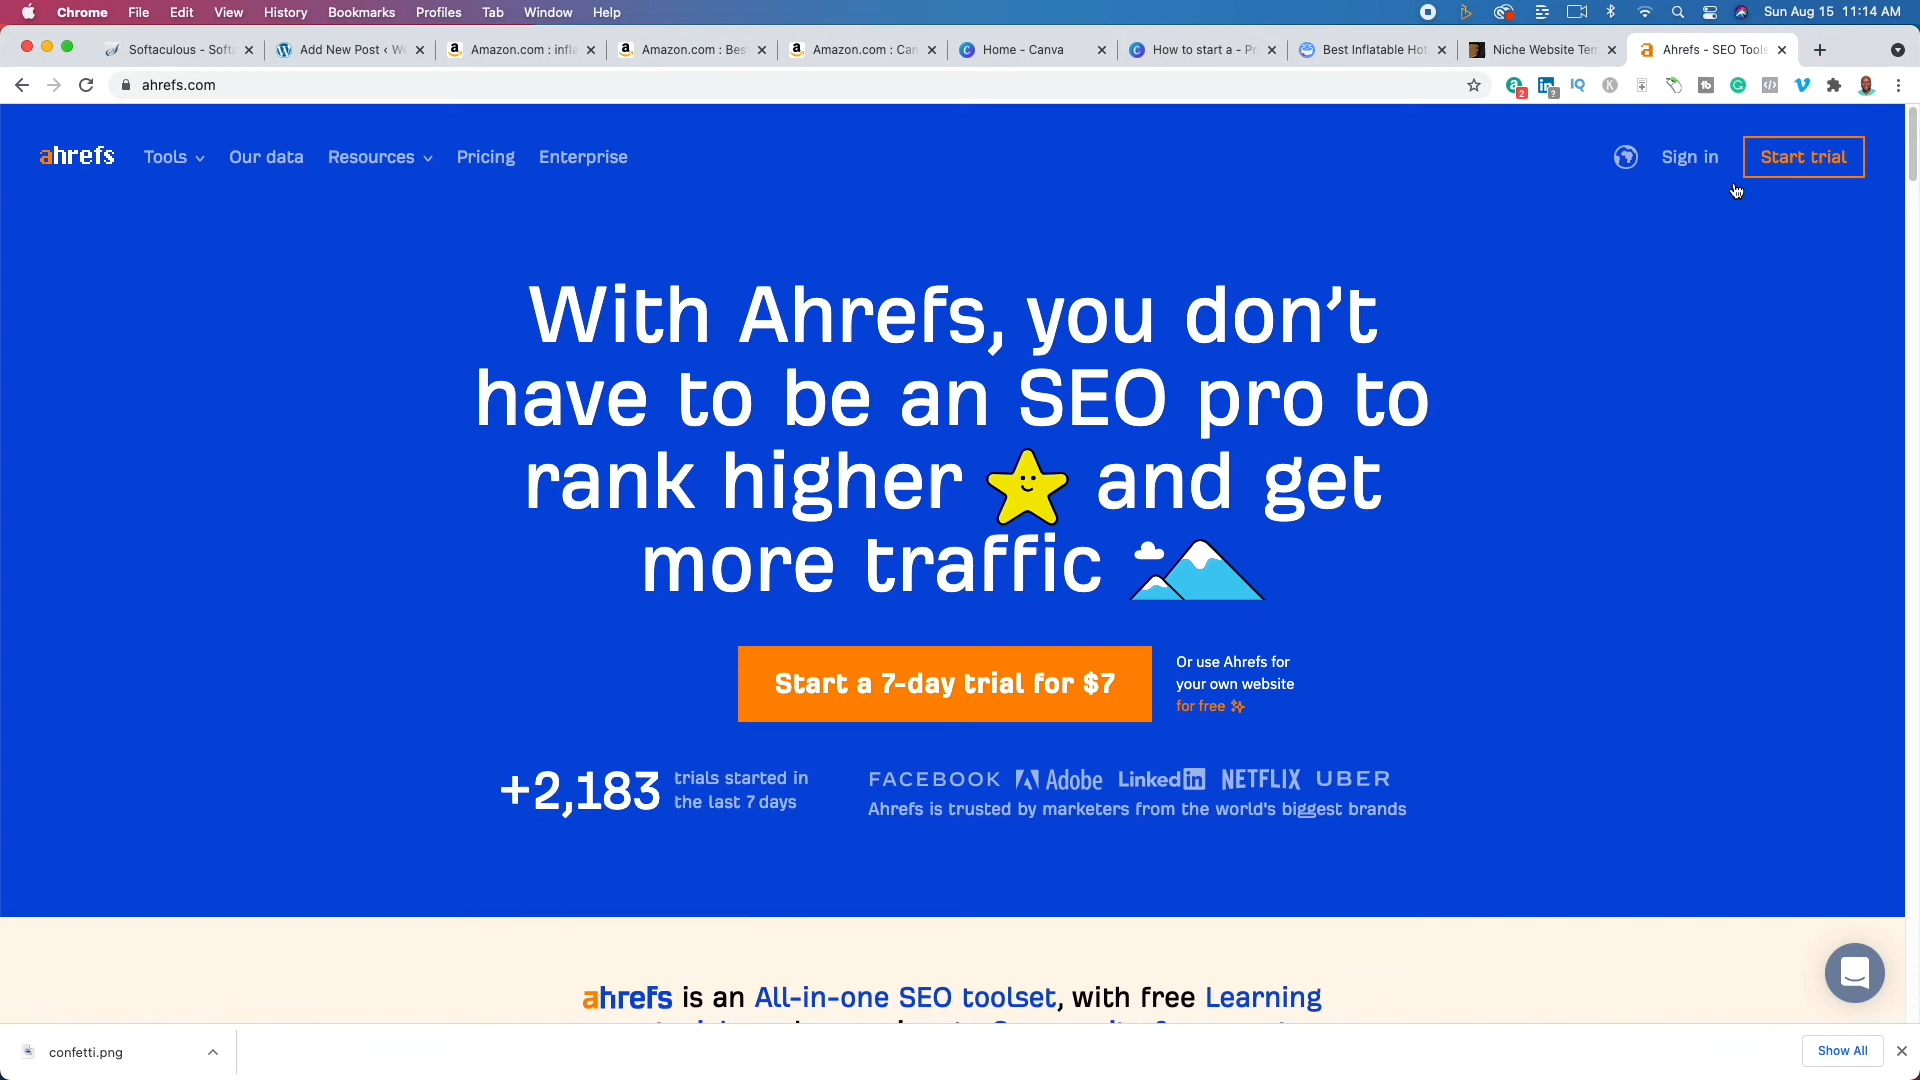 Chrome File Edit View History Bookmarks Profiles Tab Window Help Sun Aug 15 11:14 AM
Softaculous - Softa Add New Post ‹ We Amazon.com : infla Amazon.com : Bes Amazon.com : Can Home - Canva How to start a - Pr Best Inflatable Hot Niche Website Tem Ahrefs - SEO Tools
ahrefs.com
ahrefs Tools Our data Resources Pricing Enterprise Sign in Start trial
With Ahrefs, you don't
have to be an SEO pro to
rank higher and get
more traffic
Start a 7-day trial for $7
Or use Ahrefs for
your own website
for free
+2,183
trials started in
the last 7 days
FACEBOOK Adobe Linkedin NETFLIX UBER
Ahrefs is trusted by marketers from the world's biggest brands
ahrefs is an All-in-one SEO toolset, with free Learning
confetti.png Show All